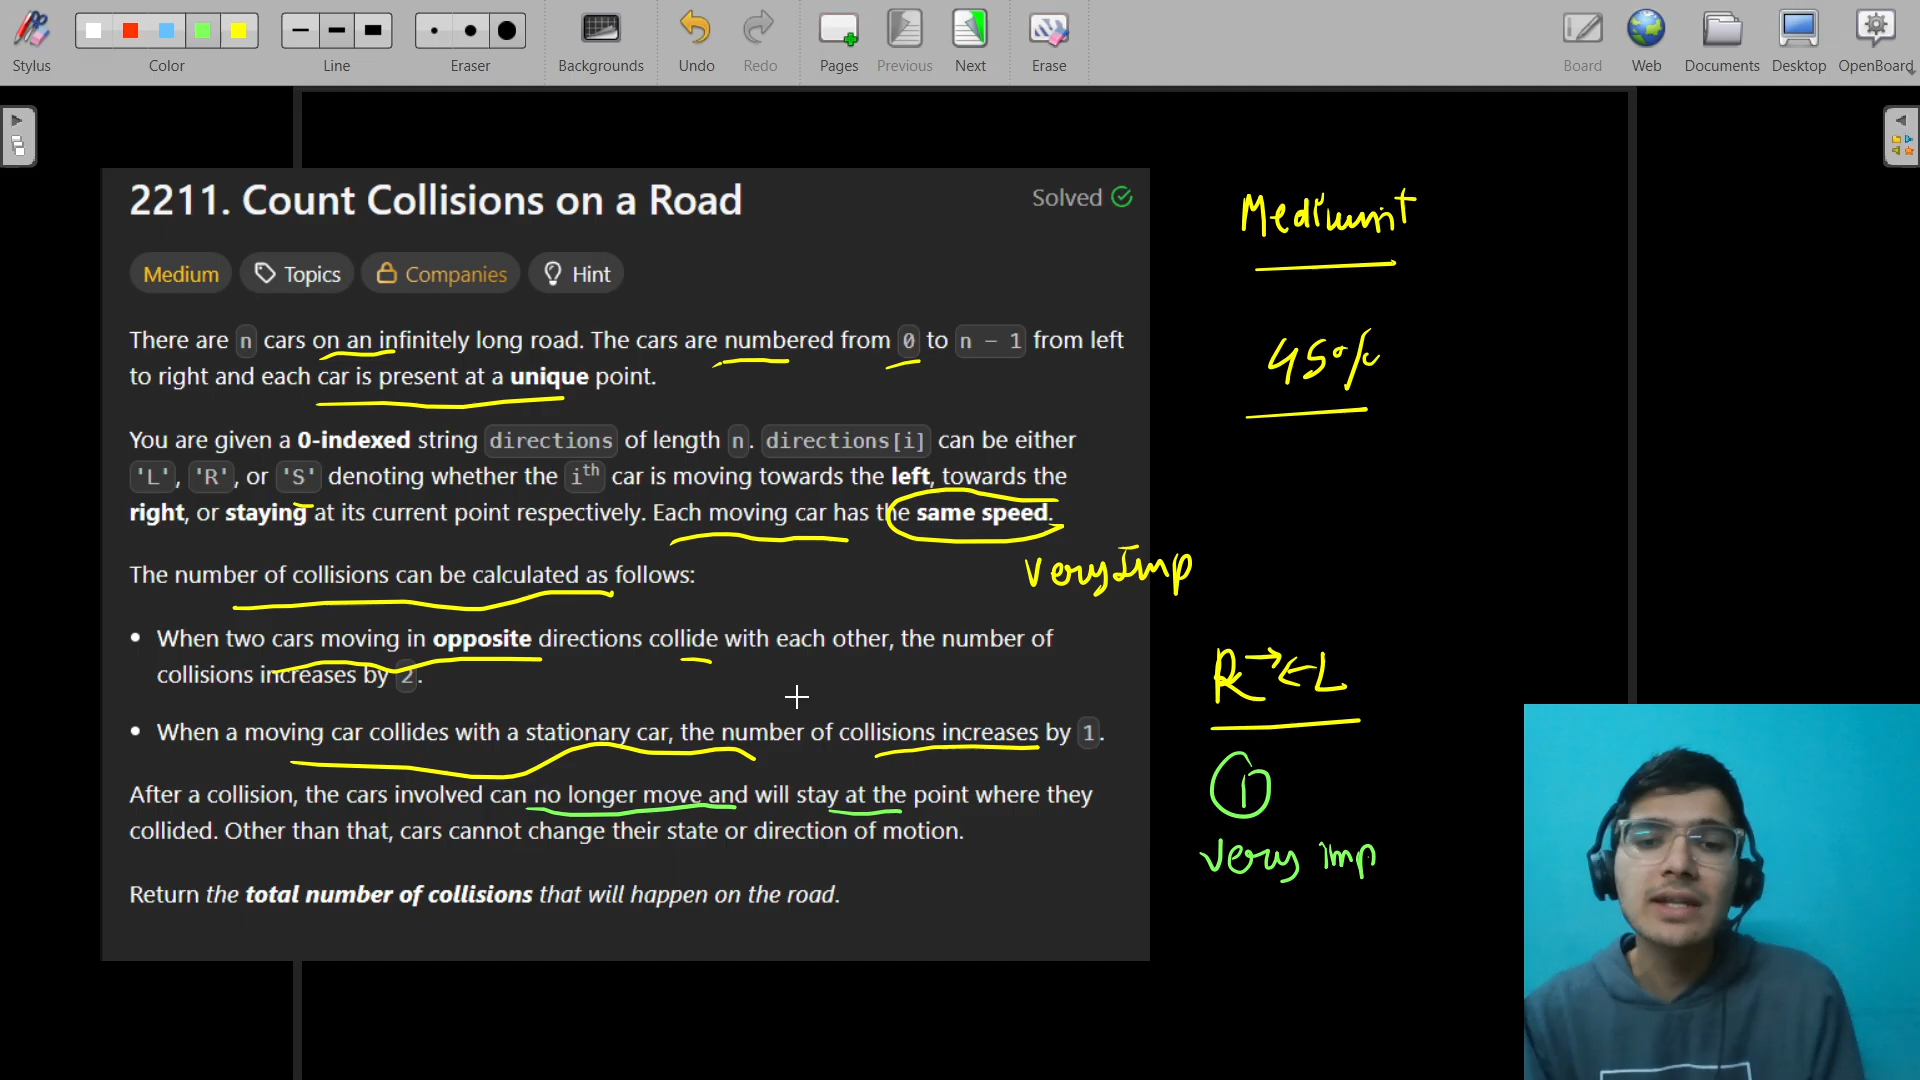 Stylus
Color
Line
Eraser
Backgrounds
Undo
Redo
Pages
Previous
Next
Erase
Board
Web
Documents
Desktop
OpenBoard
2211. Count Collisions on a Road
Solved
Medium
Topics
Companies
Hint
There are n cars on an infinitely long road. The cars are numbered from 0 to n - 1 from left
to right and each car is present at a unique point.
You are given a 0-indexed string directions of length n. directions[i] can be either
'L', 'R', or 'S' denoting whether the ith car is moving towards the left, towards the
right, or staying at its current point respectively. Each moving car has the same speed.
The number of collisions can be calculated as follows:
• When two cars moving in opposite directions collide with each other, the number of
collisions increases by 2.
• When a moving car collides with a stationary car, the number of collisions increases by 1.
After a collision, the cars involved can no longer move and will stay at the point where they
collided. Other than that, cars cannot change their state or direction of motion.
Return the total number of collisions that will happen on the road.
45%
Very Imp
R→←L
1
very imp